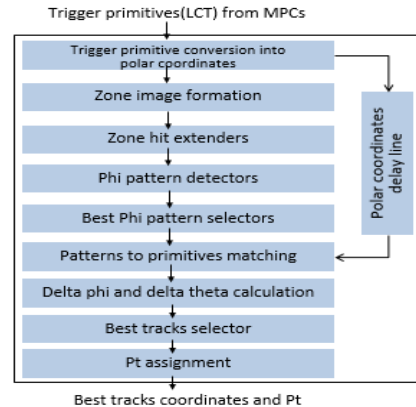 Trigger primitives(LCT) from MPCs
Trigger primitive conversion into
polar coordinates
Zone image formation
Zone hit extenders
Phi pattern detectors
Best Phi pattern selectors
Patterns to primitives matching
Delta phi and delta theta calculation
Best tracks selector
Pt assignment
Polar coordinates
delay line
Best tracks coordinates and Pt